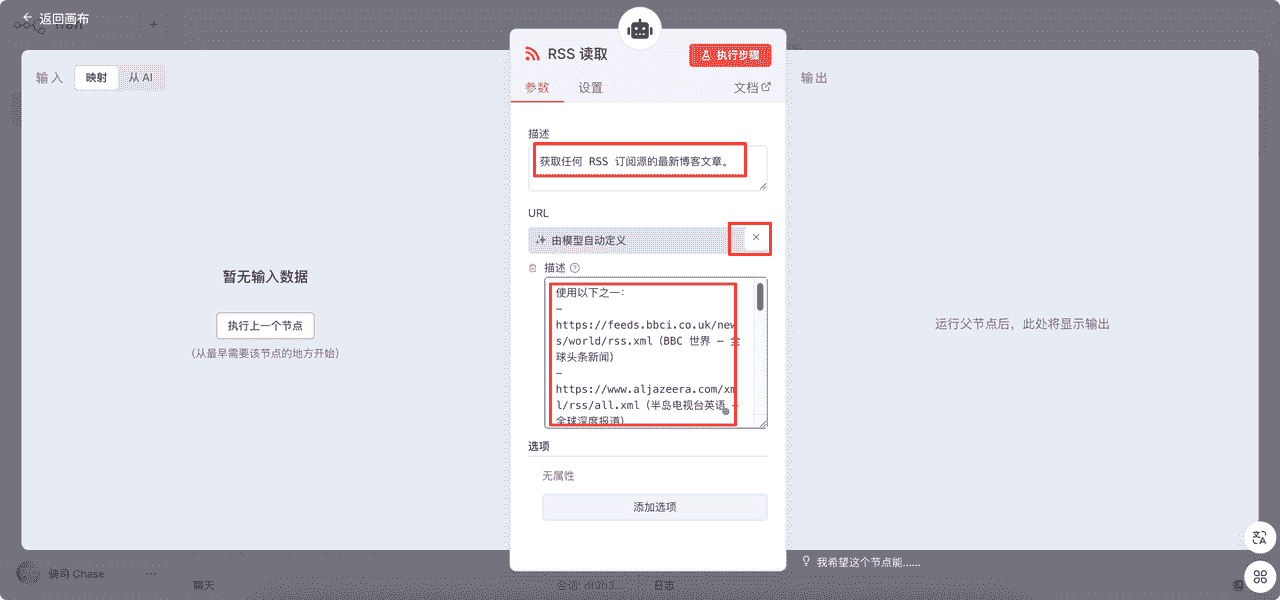 ← 返回画布
+
RSS 读取
执行步骤
输入
映射
从 AI
参数
设置
文档
输出
描述
获取任何 RSS 订阅源的最新博客文章。
URL
由模型自动定义
×
描述
使用以下之一:
–
https://feeds.bbci.co.uk/new
s/world/rss.xml (BBC 世界 – 全
球头条新闻)
–
https://www.aljazeera.com/xm
l/rss/all.xml (半岛电视台英语 –
全球深度报道)
暂无输入数据
执行上一个节点
(从最早需要该节点的地方开始)
运行父节点后，此处将显示输出
选项
无属性
添加选项
我希望这个节点能……
骑司 Chase
···
聊天
日志